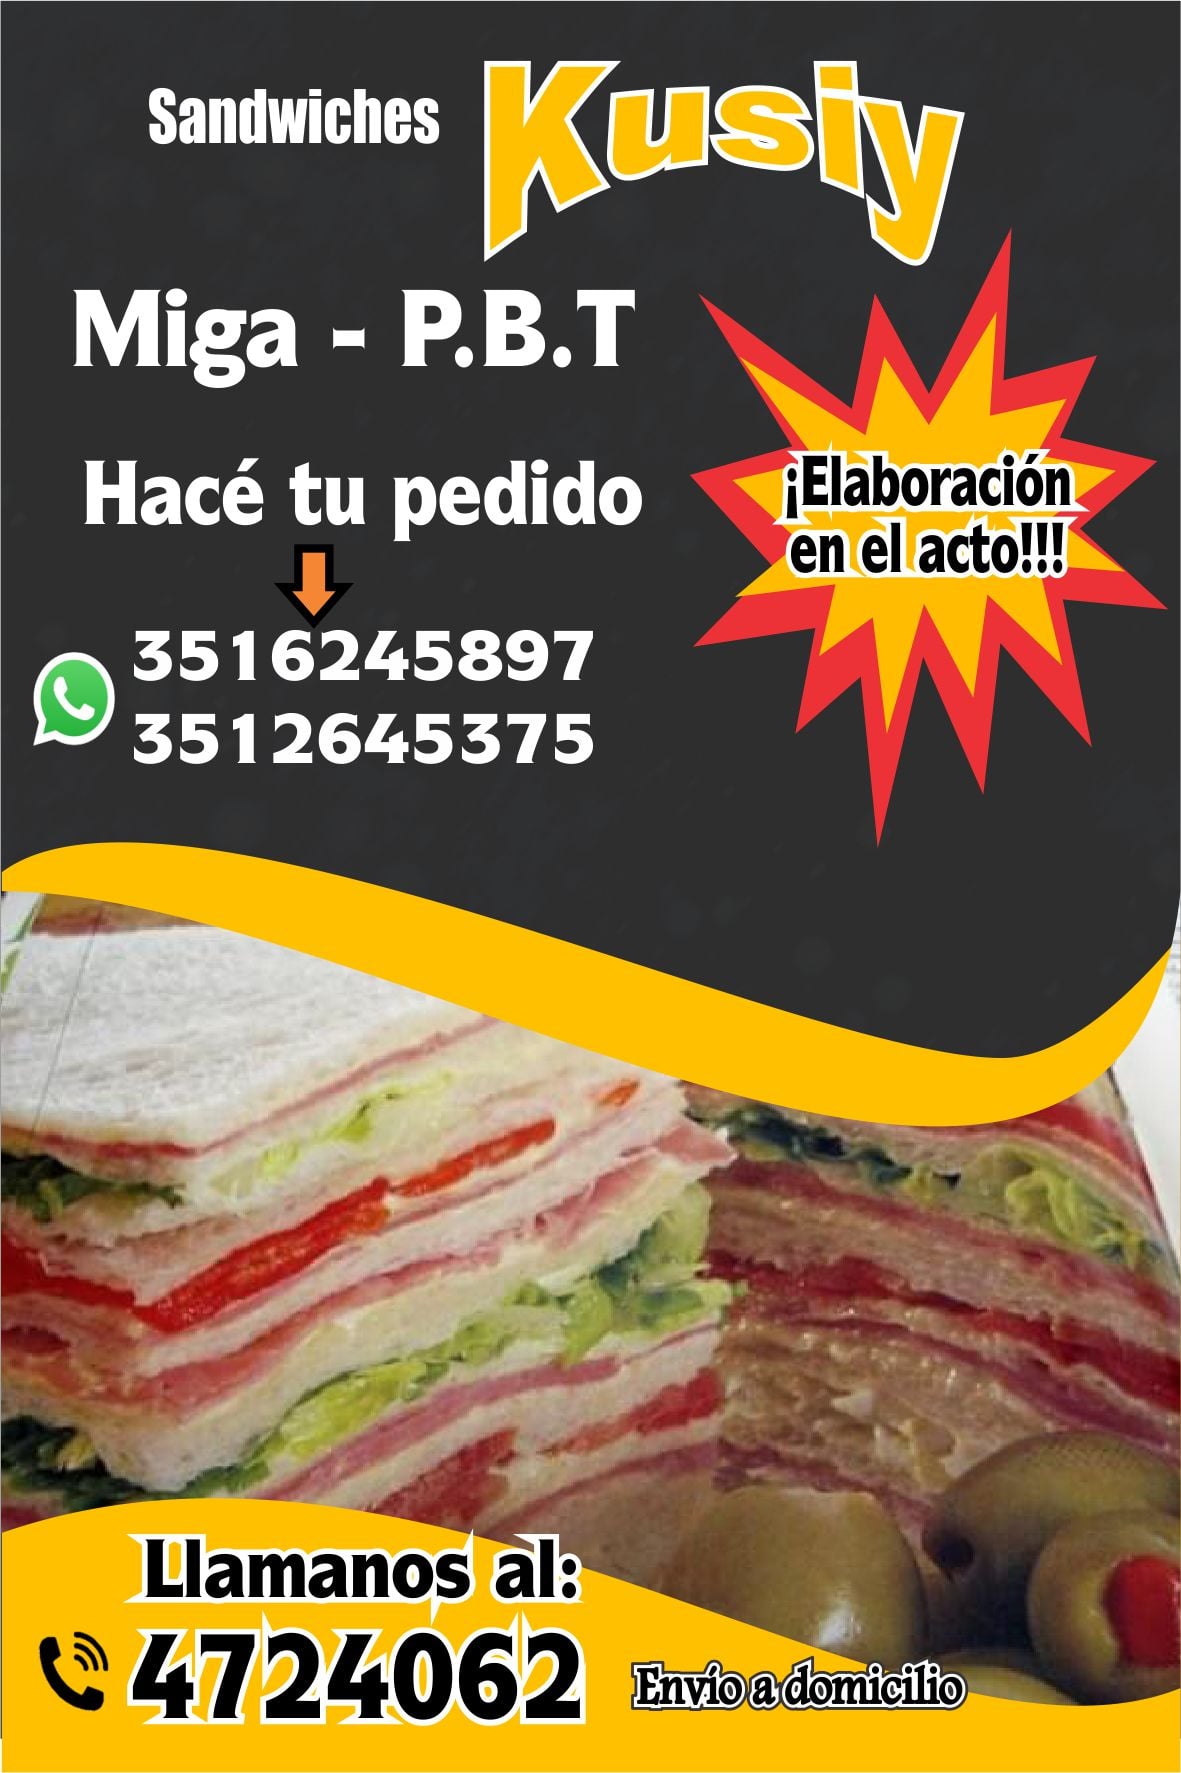 Sandwiches Kusiy
Miga - P.B.T
Hacé tu pedido
¡Elaboración
en el acto!!!
3516245897
3512645375
Llamanos al:
4724062
Envío a domicilio